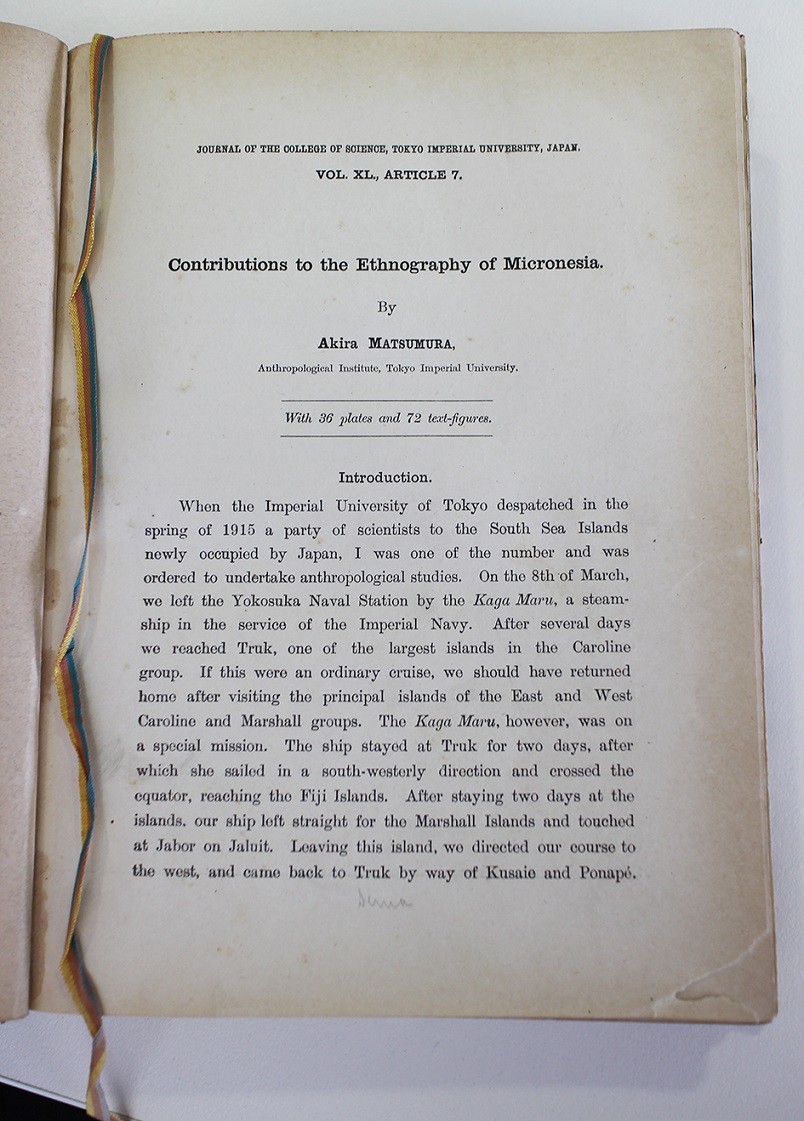 JOURNAL OF THE COLLEGE OF SCIENCE, TOKYO IMPERIAL UNIVERSITY, JAPAN.
VOL. XL., ARTICLE 7.
Contributions to the Ethnography of Micronesia.
By
Akira MATSUMURA,
Anthropological Institute, Tokyo Imperial University.
With 36 plates and 72 text-figures.
Introduction.
When the Imperial University of Tokyo despatched in the
spring of 1915 a party of scientists to the South Sea Islands
newly occupied by Japan, I was one of the number and was
ordered to undertake anthropological studies. On the 8th of March,
we left the Yokosuka Naval Station by the Kaga Maru, a steam-
ship in the service of the Imperial Navy. After several days
we reached Truk, one of the largest islands in the Caroline
group. If this were an ordinary cruise, we should have returned
home after visiting the principal islands of the East and West
Caroline and Marshall groups. The Kaga Maru, however, was on
a special mission. The ship stayed at Truk for two days, after
which she sailed in a south-westerly direction and crossed the
equator, reaching the Fiji Islands. After staying two days at the
islands. our ship left straight for the Marshall Islands and touched
at Jabor on Jaluit. Leaving this island, we directed our course to
the west, and came back to Truk by way of Kusaie and Ponapé.